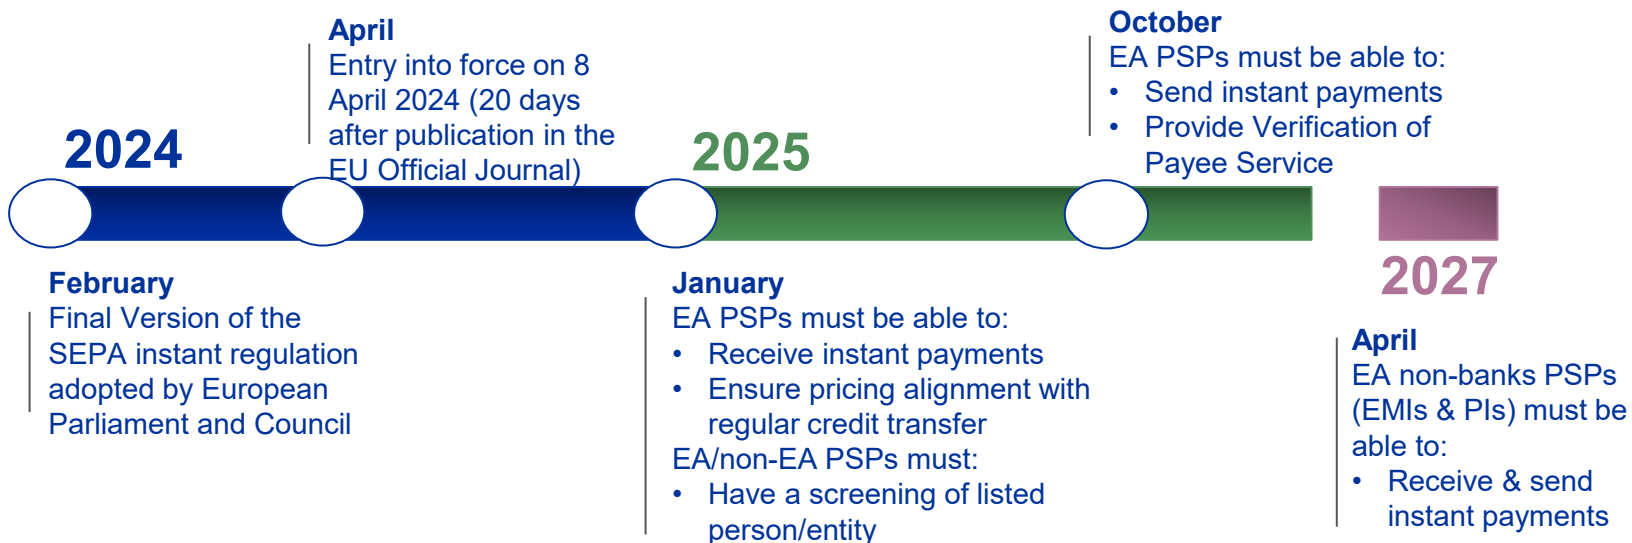 2024
February
Final Version of the
SEPA instant regulation
adopted by European
Parliament and Council
April
Entry into force on 8
April 2024 (20 days
after publication in the
EU Official Journal)
2025
January
EA PSPs must be able to:
• Receive instant payments
• Ensure pricing alignment with
regular credit transfer
EA/non-EA PSPs must:
• Have a screening of listed
person/entity
October
EA PSPs must be able to:
• Send instant payments
• Provide Verification of
Payee Service
2027
April
EA non-banks PSPs
(EMIs & PIs) must be
able to:
• Receive & send
instant payments